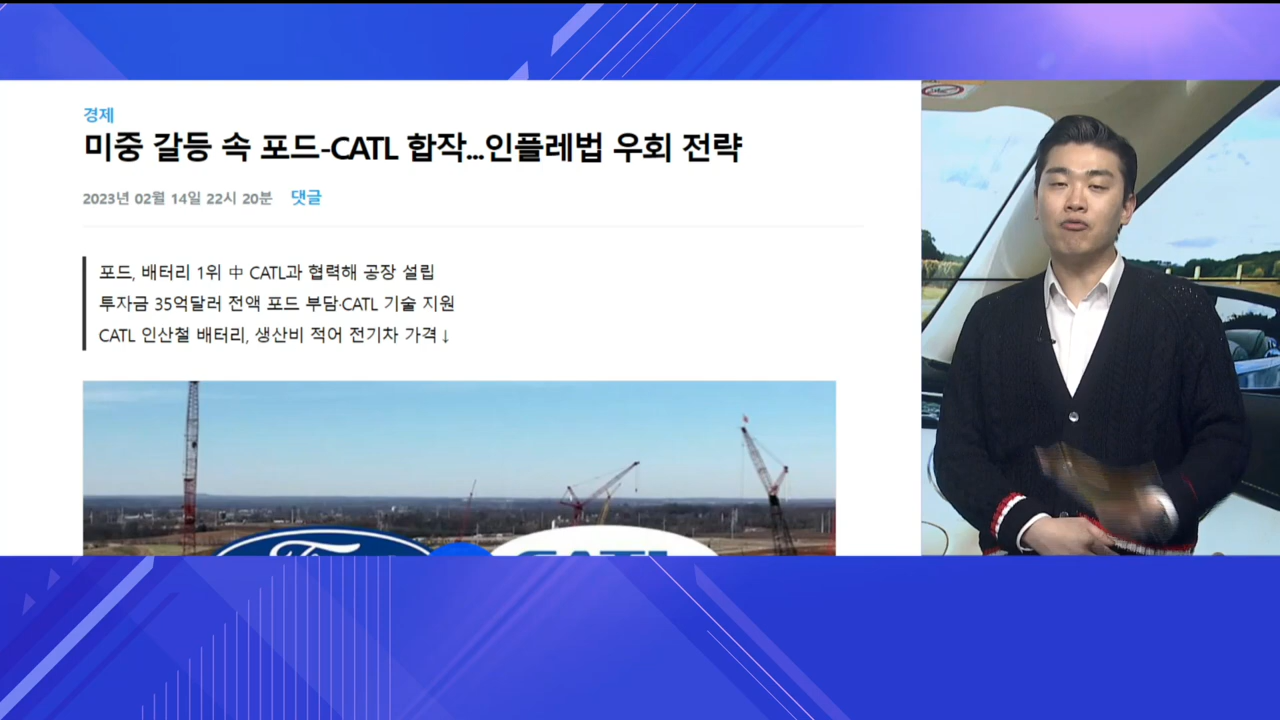 경제
미중 갈등 속 포드-CATL 합작...인플레법 우회 전략
2023년 02월 14일 22시 20분 댓글
포드, 배터리 1위 中 CATL과 협력해 공장 설립
투자금 35억달러 전액 포드 부담·CATL 기술 지원
CATL 인산철 배터리, 생산비 적어 전기차 가격↓
CATL